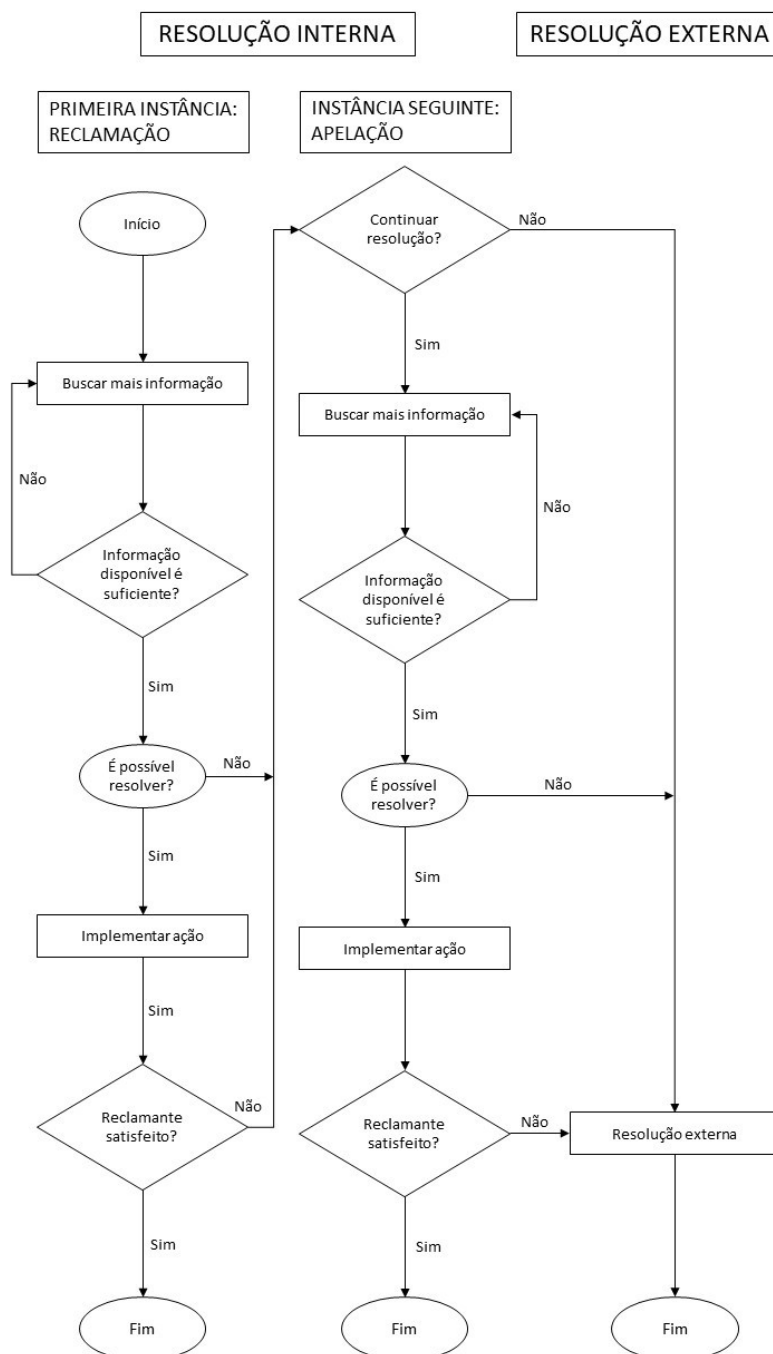 RESOLUÇÃO INTERNA
RESOLUÇÃO EXTERNA
PRIMEIRA INSTÂNCIA:
RECLAMAÇÃO
INSTÂNCIA SEGUINTE:
APELAÇÃO
Início
Buscar mais informação
Não
Informação
disponível é
suficiente?
Sim
É possível
resolver?
Não
Sim
Implementar ação
Sim
Reclamante
satisfeito?
Não
Sim
Fim
Continuar
resolução?
Não
Sim
Buscar mais informação
Não
Informação
disponível é
suficiente?
Sim
É possível
resolver?
Não
Sim
Implementar ação
Reclamante
satisfeito?
Não
Sim
Fim
Resolução externa
Fim